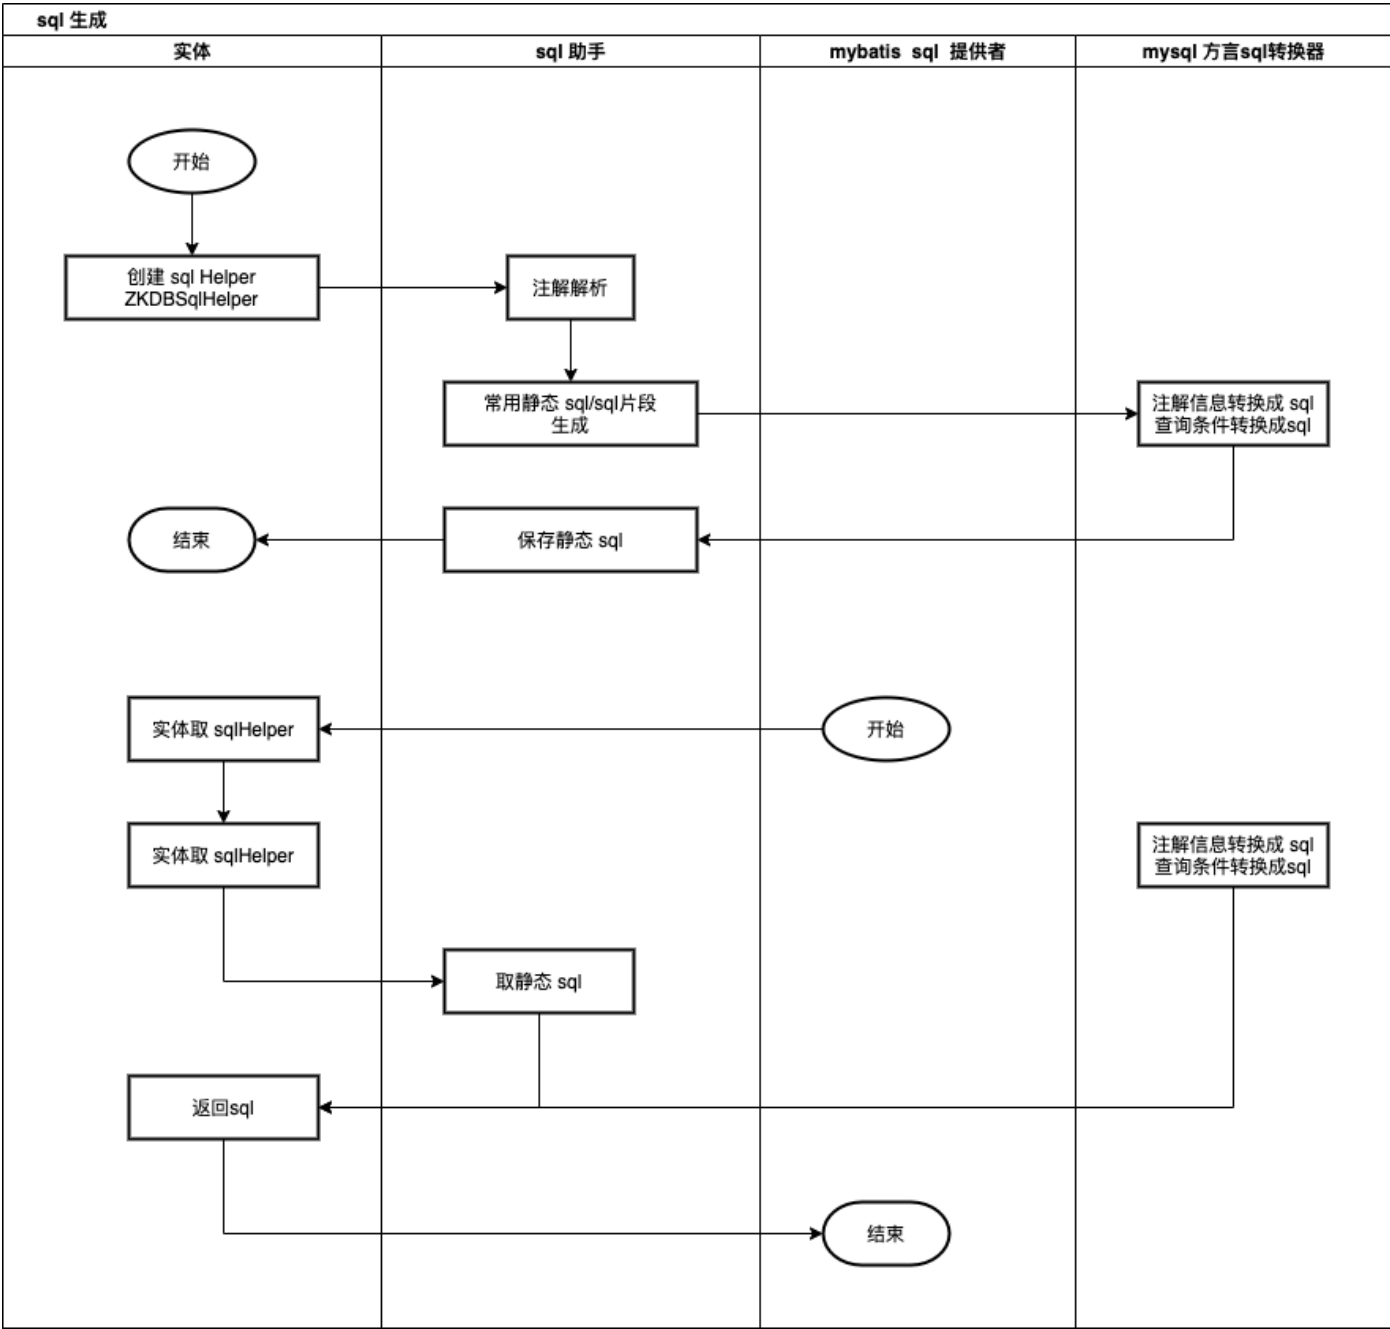 sql 生成
实体
sql 助手
mybatis sql 提供者
mysql 方言sql转换器
开始
创建 sql Helper
ZKDBSqlHelper
注解解析
常用静态 sql/sql片段
生成
注解信息转换成 sql
查询条件转换成sql
结束
保存静态 sql
实体取 sqlHelper
开始
实体取 sqlHelper
注解信息转换成 sql
查询条件转换成sql
取静态 sql
返回sql
结束